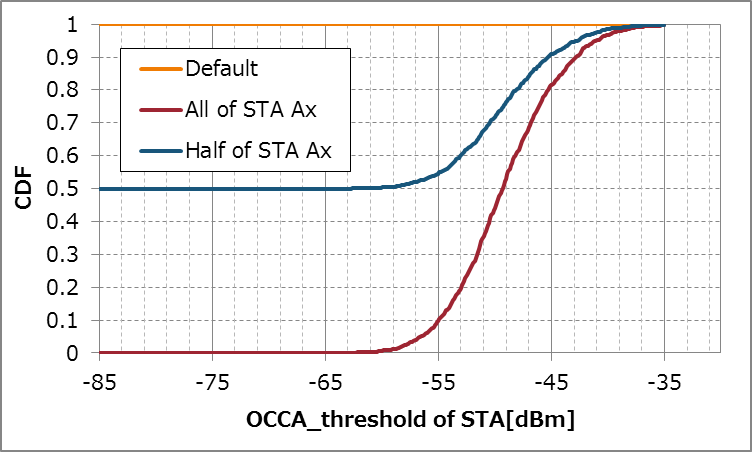 1
0.9
0.8
0.7
0.6
0.5
0.4
0.3
0.2
0.1
0
CDF
Default
All of STA Ax
Half of STA Ax
-85 -75 -65 -55 -45 -35
OCCA_threshold of STA[dBm]